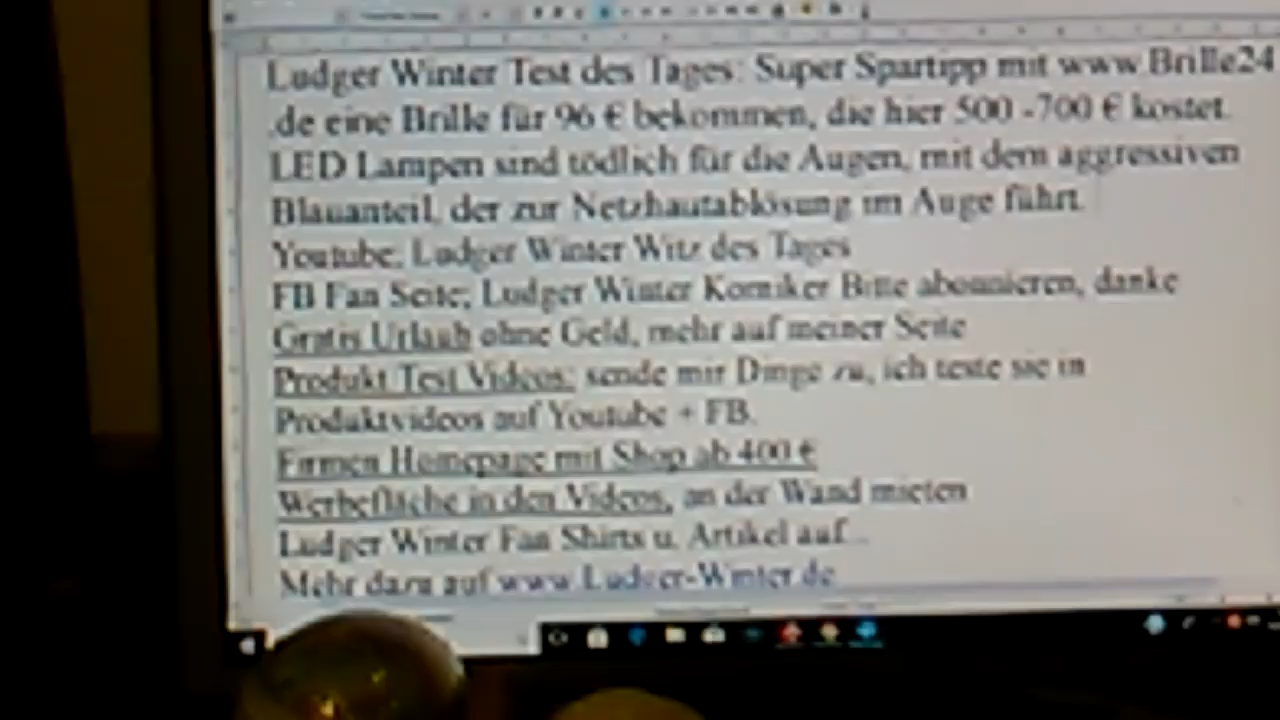 Ludger Winter Test des Tages: Super Spartipp mit www.Brille24
.de eine Brille für 96 € bekommen, die hier 500 -700 € kostet.
LED Lampen sind tödlich für die Augen, mit dem aggressiven
Blauanteil, der zur Netzhautablösung im Auge führt.
Youtube; Ludger Winter Witz des Tages
FB Fan Seite; Ludger Winter Komiker Bitte abonnieren, danke
Gratis Urlaub ohne Geld, mehr auf meiner Seite
Produkt Test Videos; sende mir Dinge zu, ich teste sie in
Produktvideos auf Youtube + FB.
Firmen Homepage mit Shop ab 400 €
Werbefläche in den Videos, an der Wand mieten
Ludger Winter Fan Shirts u. Artikel auf...
Mehr dazu auf www.Ludger-Winter.de